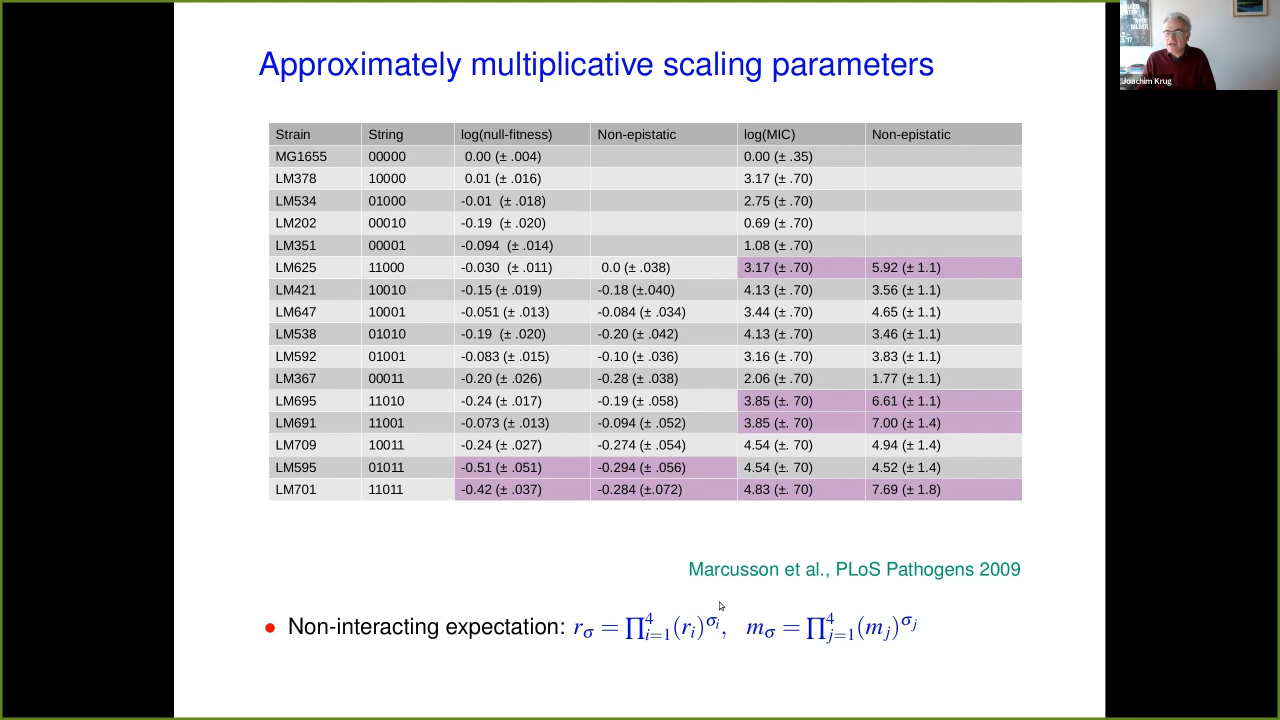 Approximately multiplicative scaling parameters
Strain String log(null-fitness) Non-epistatic log(MIC) Non-epistatic
MG1655 00000 0.00 (± .004) 0.00 (± .35)
LM378 10000 0.01 (± .016) 3.17 (± .70)
LM534 01000 -0.01 (± .018) 2.75 (± .70)
LM202 00010 -0.19 (± .020) 0.69 (± .70)
LM351 00001 -0.094 (± .014) 1.08 (± .70)
LM625 11000 -0.030 (± .011) 0.0 (± .038) 3.17 (± .70) 5.92 (± 1.1)
LM421 10010 -0.15 (± .019) -0.18 (±.040) 4.13 (± .70) 3.56 (± 1.1)
LM647 10001 -0.051 (± .013) -0.084 (± .034) 3.44 (± .70) 4.65 (± 1.1)
LM538 01010 -0.19 (± .020) -0.20 (± .042) 4.13 (± .70) 3.46 (± 1.1)
LM592 01001 -0.083 (± .015) -0.10 (± .036) 3.16 (± .70) 3.83 (± 1.1)
LM367 00011 -0.20 (± .026) -0.28 (± .038) 2.06 (± .70) 1.77 (± 1.1)
LM695 11010 -0.24 (± .017) -0.19 (± .058) 3.85 (±. 70) 6.61 (± 1.1)
LM691 11001 -0.073 (± .013) -0.094 (± .052) 3.85 (±. 70) 7.00 (± 1.4)
LM709 10011 -0.24 (± .027) -0.274 (± .054) 4.54 (±. 70) 4.94 (± 1.4)
LM595 01011 -0.51 (± .051) -0.294 (± .056) 4.54 (±. 70) 4.52 (± 1.4)
LM701 11011 -0.42 (± .037) -0.284 (±.072) 4.83 (±. 70) 7.69 (± 1.8)
Marcusson et al., PLoS Pathogens 2009
• Non-interacting expectation: r_σ = ∏_{i=1}^4 (r_i)^{σ_i}, m_σ = ∏_{j=1}^4 (m_j)^{σ_j}
Joachim Krug